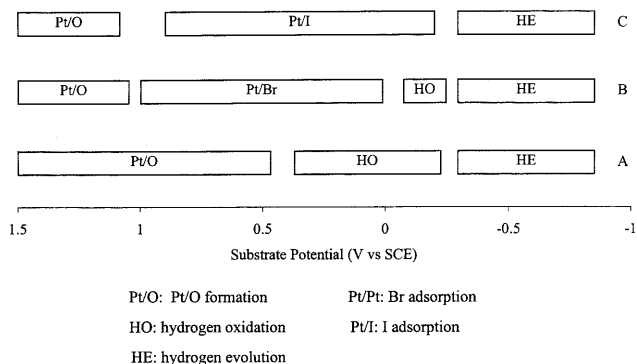 Pt/O Pt/I HE C
Pt/O Pt/Br HO HE B
Pt/O HO HE A
1.5 1 0.5 0 -0.5 -1
Substrate Potential (V vs SCE)
Pt/O: Pt/O formation Pt/Pt: Br adsorption
HO: hydrogen oxidation Pt/I: I adsorption
HE: hydrogen evolution